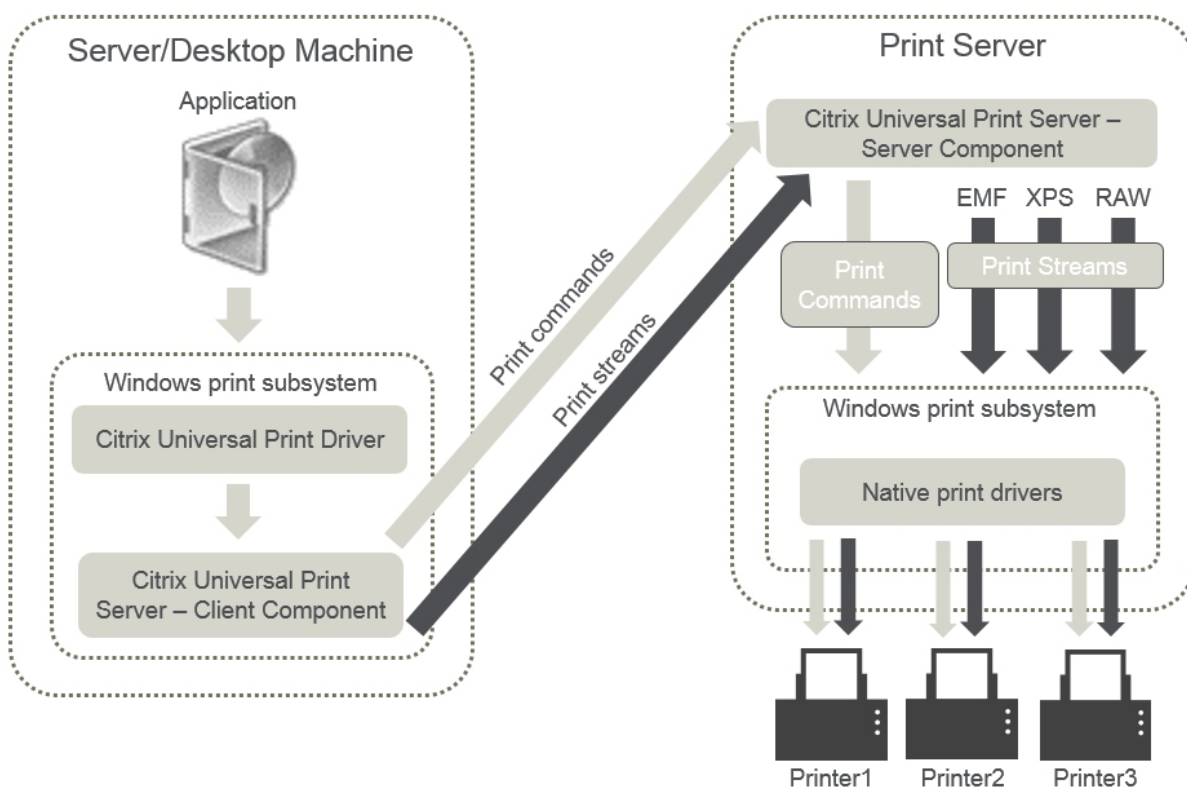 Server/Desktop Machine
Application
Windows print subsystem
Citrix Universal Print Driver
Citrix Universal Print
Server – Client Component
Print commands
Print streams
Print Server
Citrix Universal Print Server –
Server Component
EMF XPS RAW
Print
Commands
Print Streams
Windows print subsystem
Native print drivers
Printer1 Printer2 Printer3